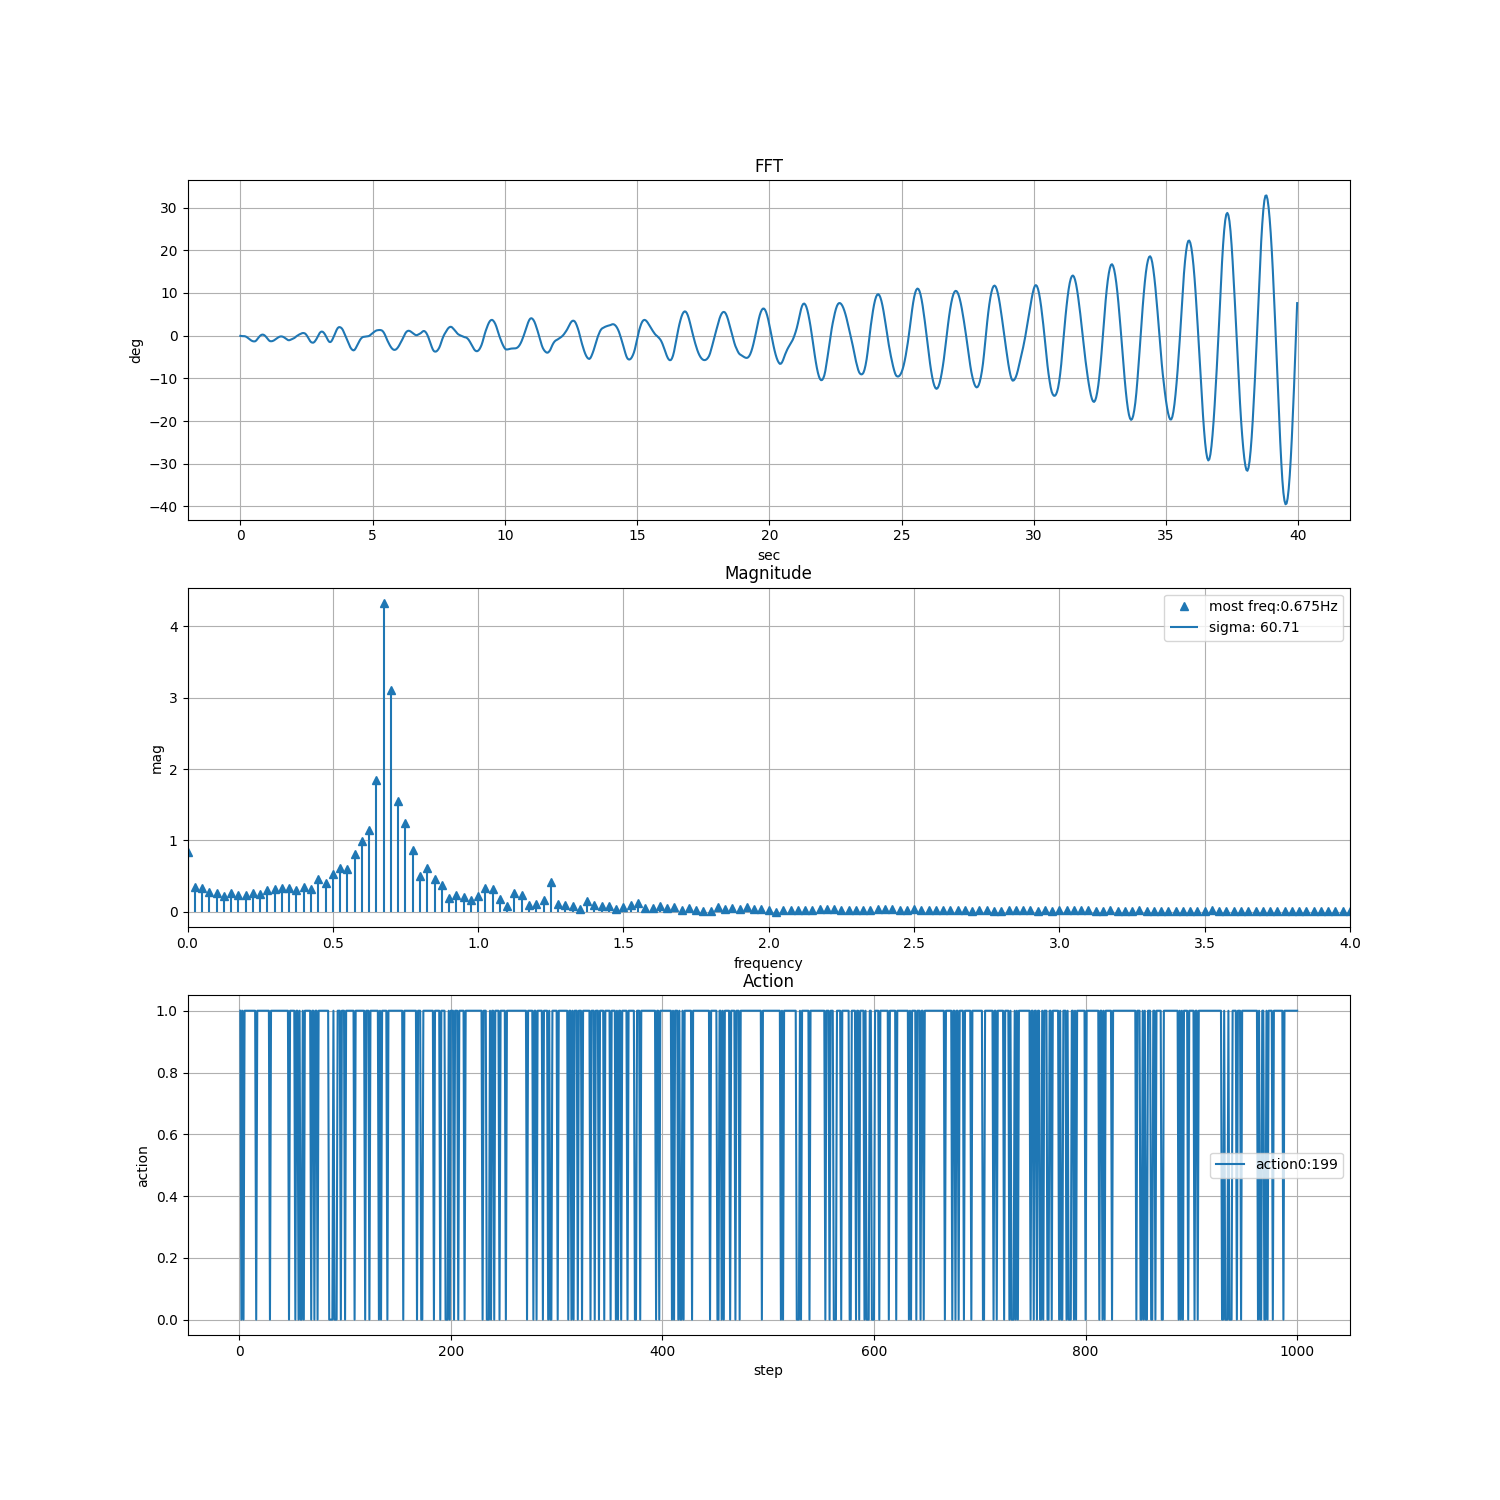 FFT
30
20
10
0
−10
−20
−30
−40
deg
0 5 10 15 20 25 30 35 40
sec
Magnitude
most freq:0.675Hz
sigma: 60.71
4
3
2
1
0
mag
0.0 0.5 1.0 1.5 2.0 2.5 3.0 3.5 4.0
frequency
Action
1.0
0.8
0.6
0.4
0.2
0.0
action
action0:199
0 200 400 600 800 1000
step